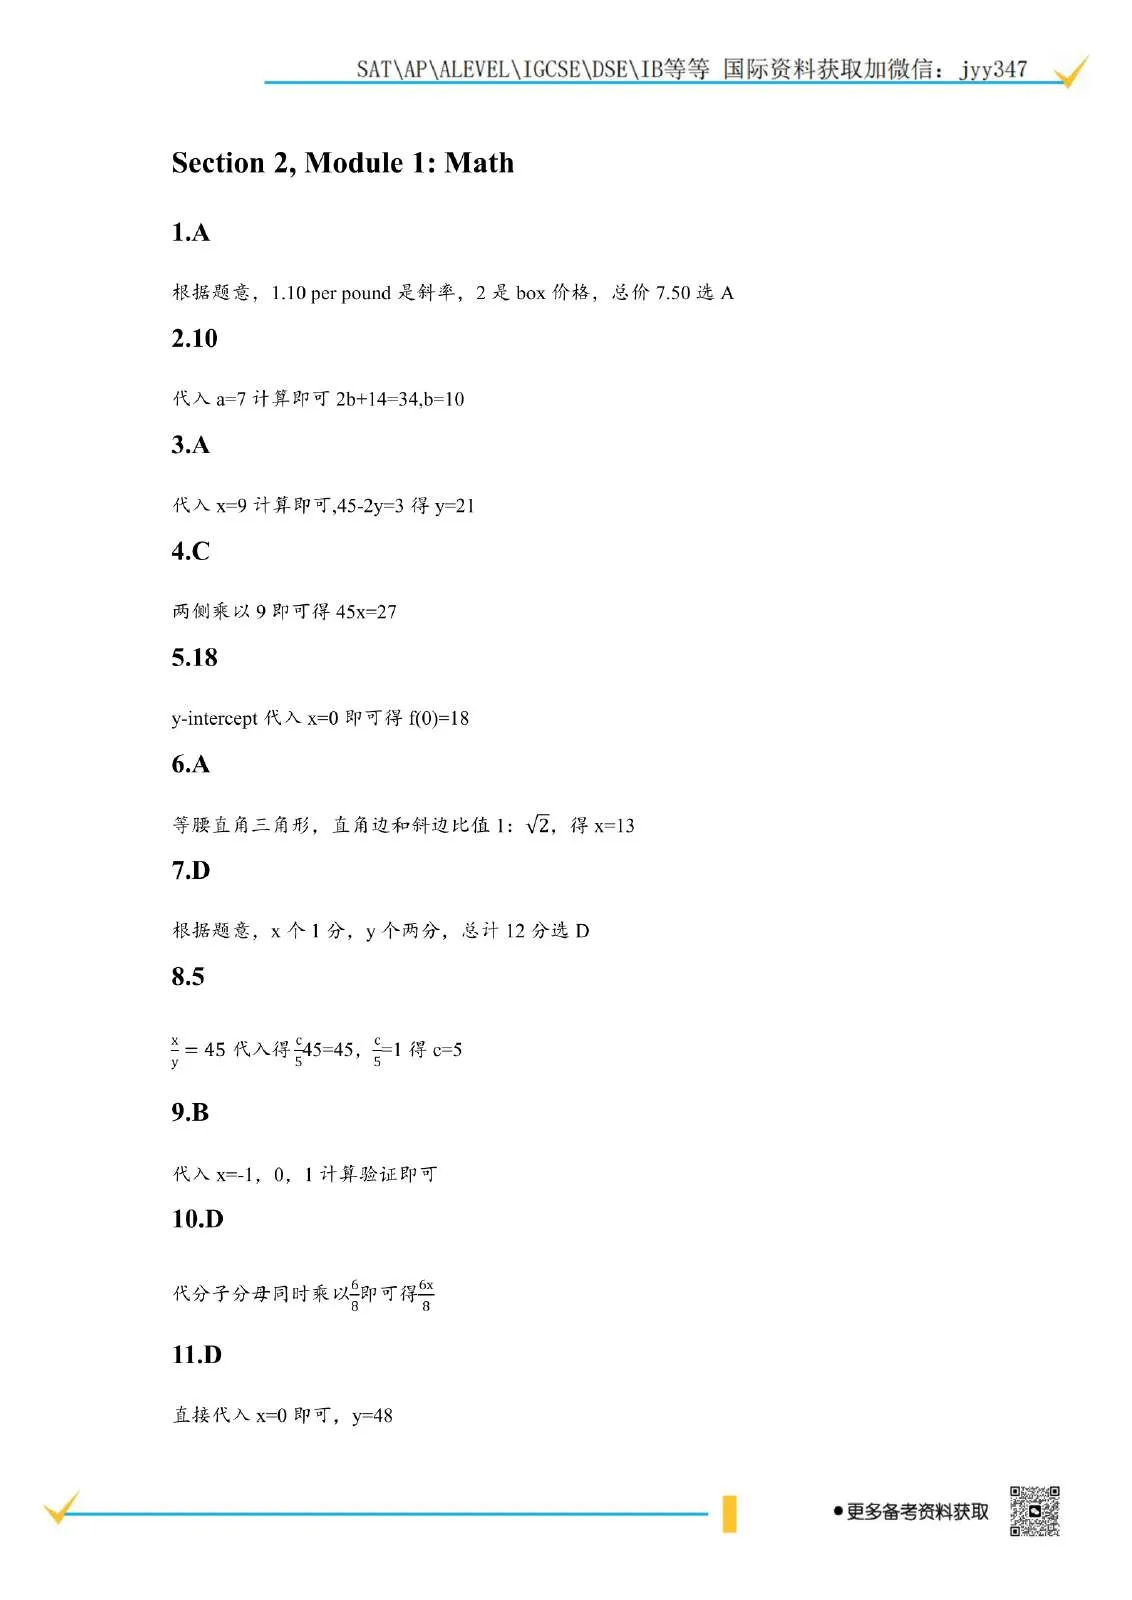 SAT\AP\ALEVEL\IGCSE\DSE\IB等等 国际资料获取加微信：jyy347
Section 2, Module 1: Math
1.A
根据题意，1.10 per pound 是斜率，2 是 box 价格，总价 7.50 选 A
2.10
代入 a=7 计算即可 2b+14=34,b=10
3.A
代入 x=9 计算即可,45-2y=3 得 y=21
4.C
两侧乘以 9 即可得 45x=27
5.18
y-intercept 代入 x=0 即可得 f(0)=18
6.A
等腰直角三角形，直角边和斜边比值 1：√2，得 x=13
7.D
根据题意，x 个 1 分，y 个两分，总计 12 分选 D
8.5
x/y = 45 代入得 c/5 45=45，c/5=1 得 c=5
9.B
代入 x=-1，0，1 计算验证即可
10.D
代分子分母同时乘以 6/8 即可得 6x/8
11.D
直接代入 x=0 即可，y=48
●更多备考资料获取